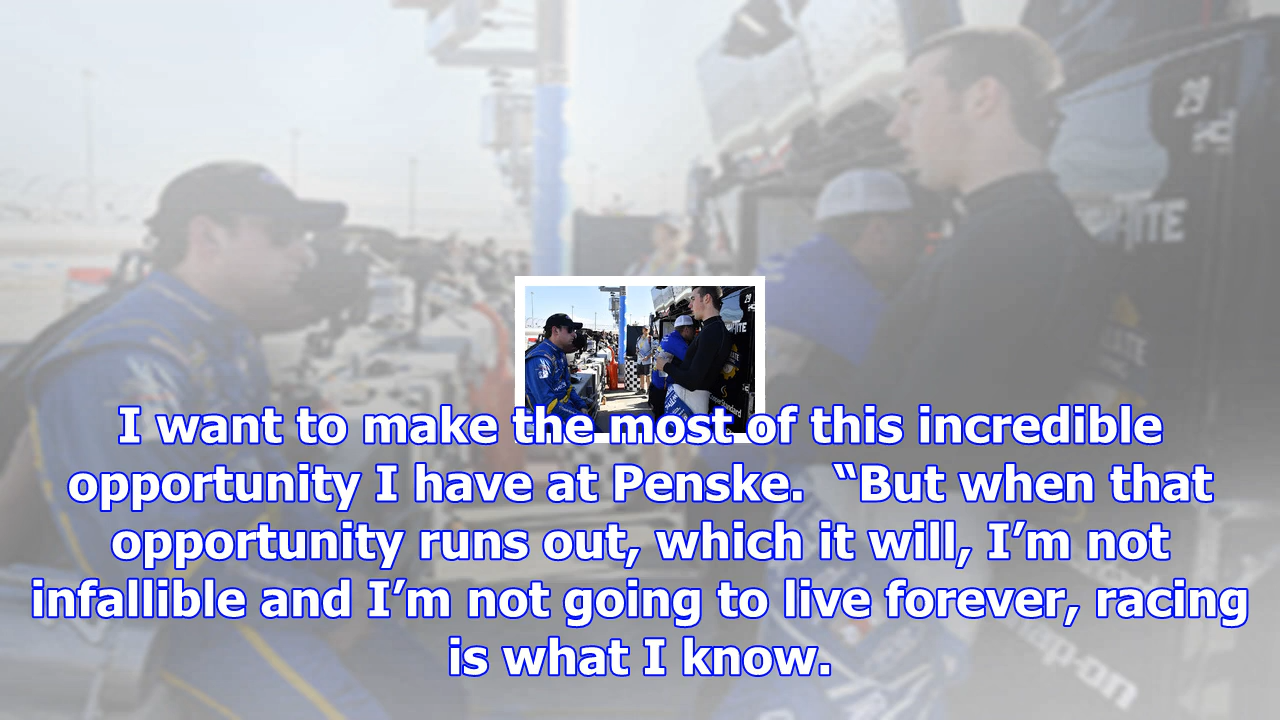 29
I want to make the most of this incredible
opportunity I have at Penske.  “But when that
opportunity runs out, which it will, I’m not
infallible and I’m not going to live forever, racing
is what I know.